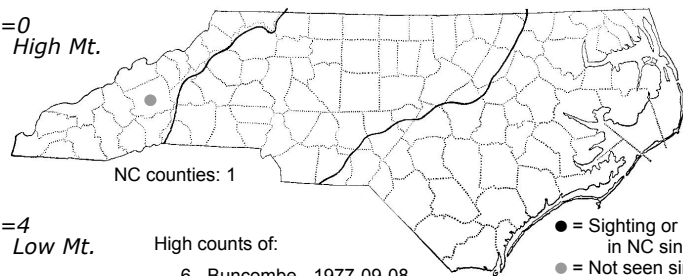 =0
High Mt.
NC counties: 1
=4
Low Mt.
High counts of:
6 - Buncombe - 1977-09-08
● = Sighting or
in NC sin
● = Not seen sin